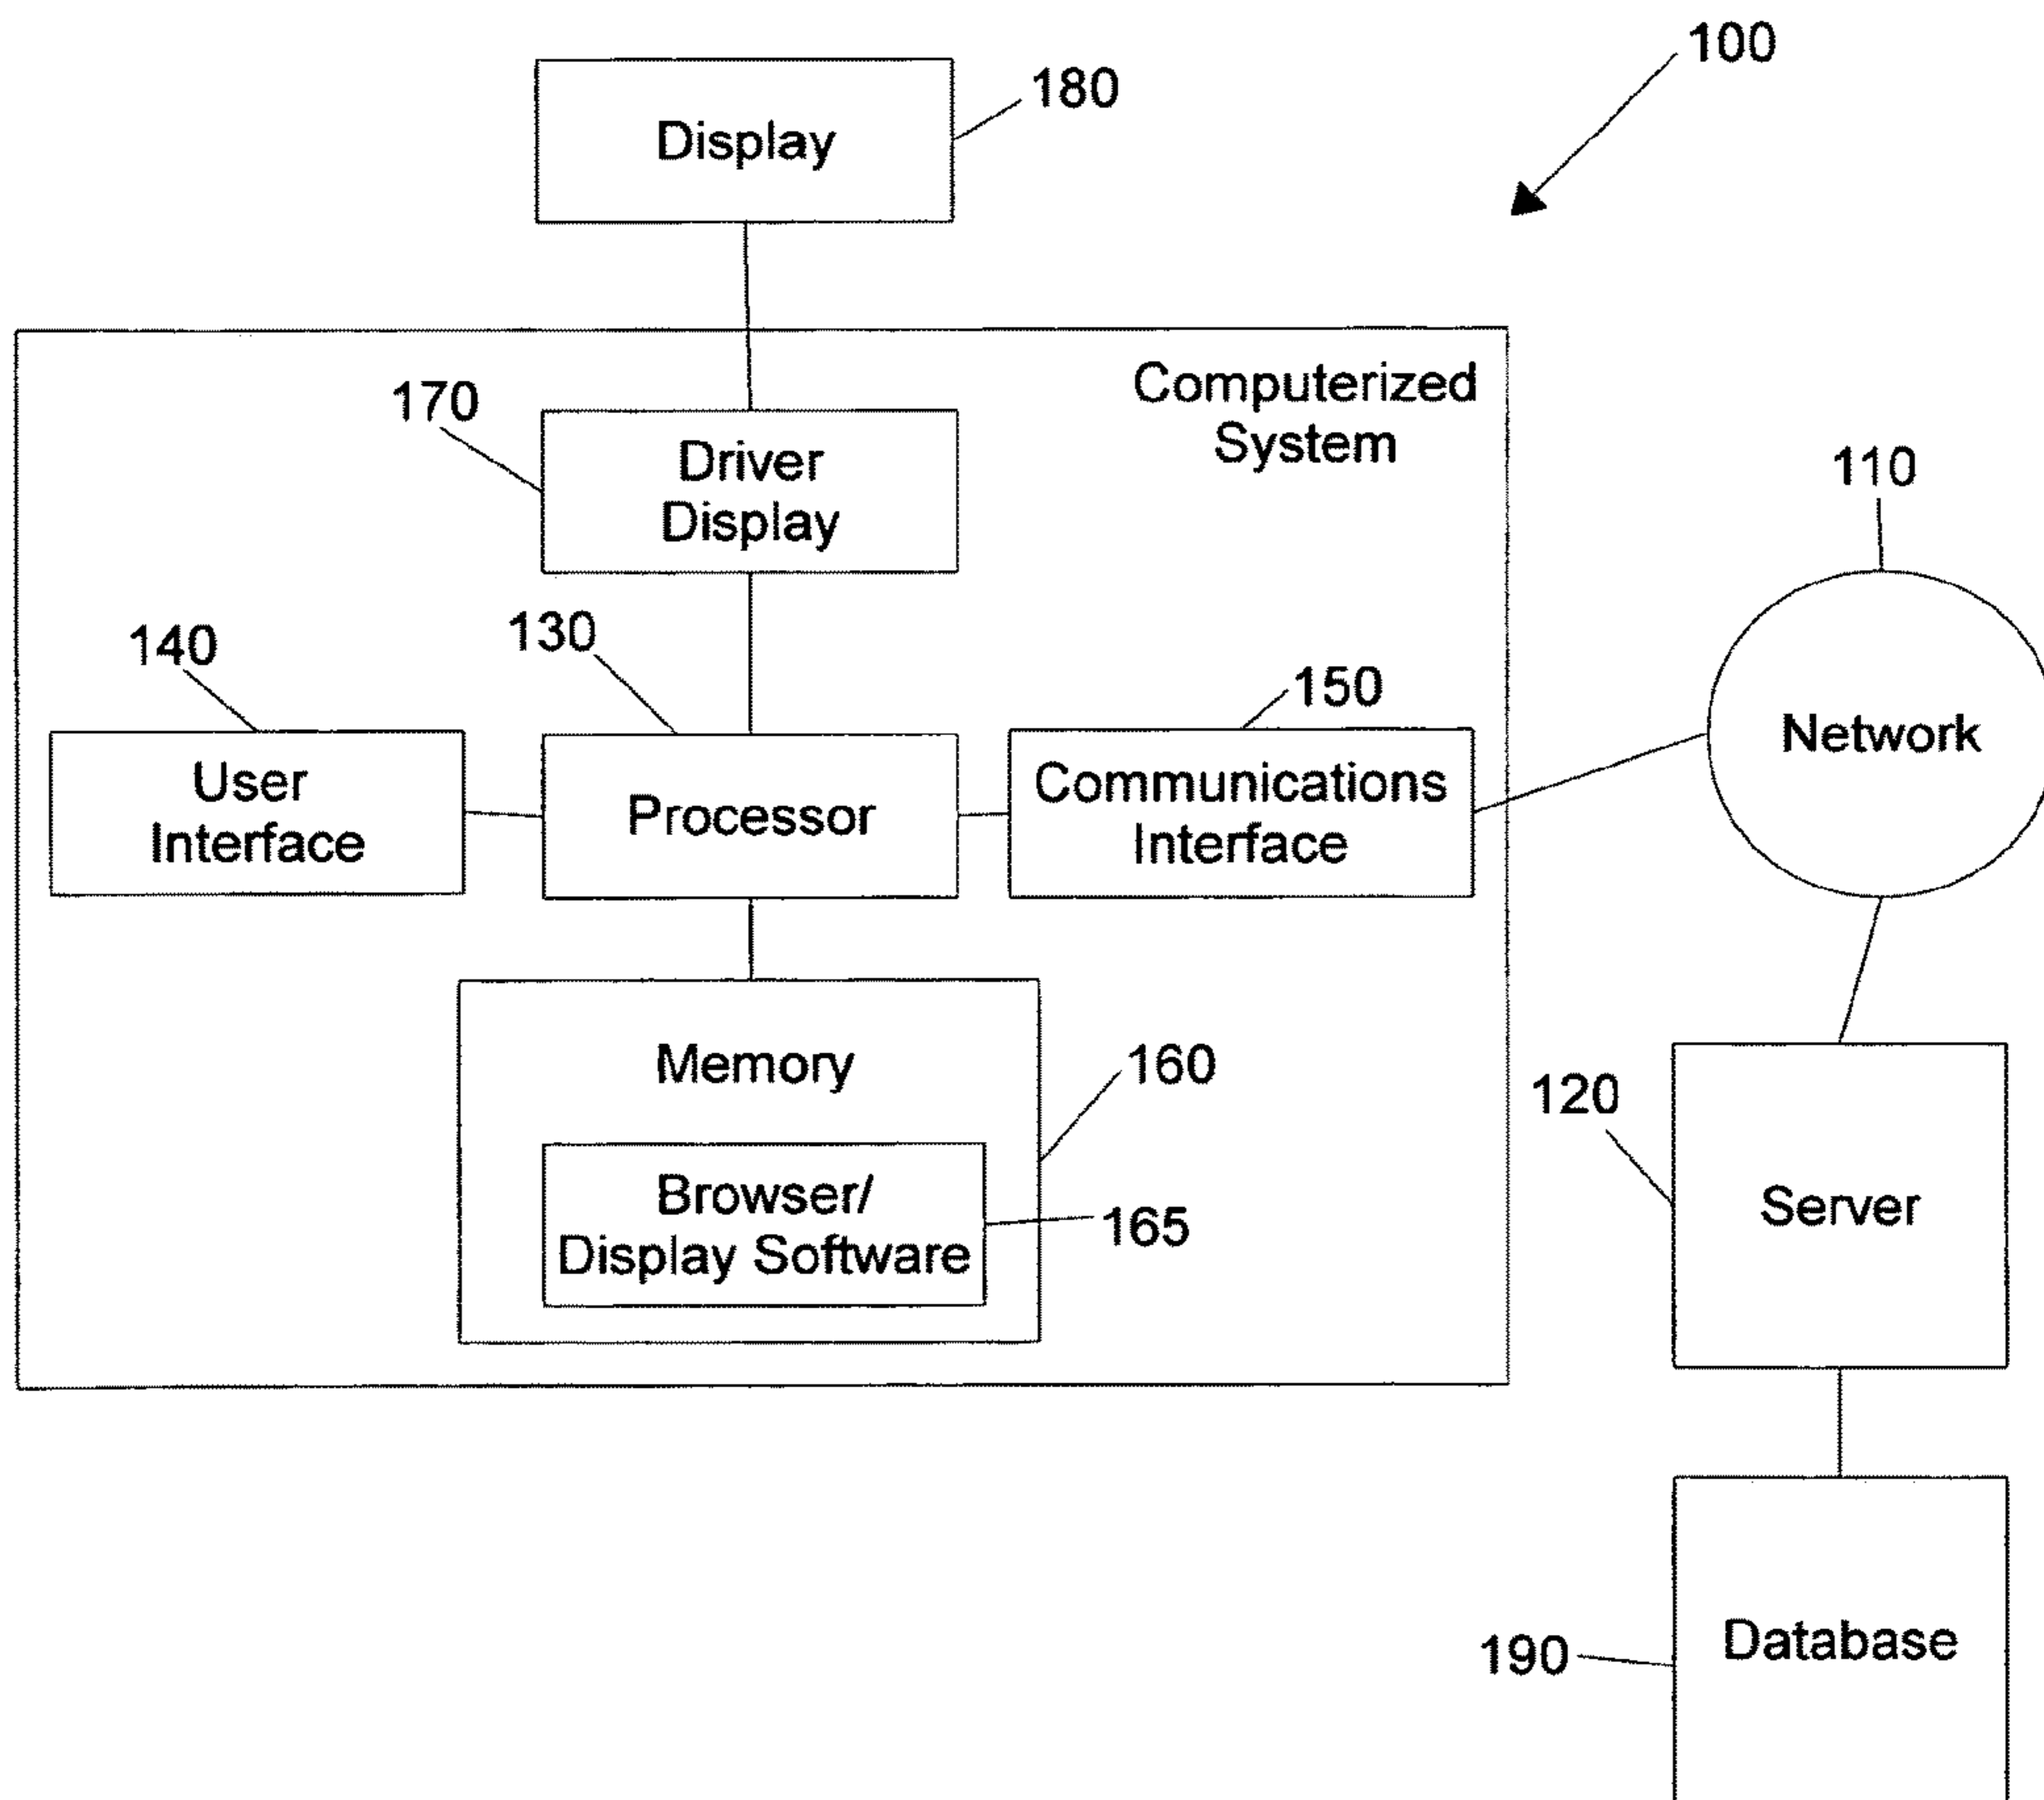 100
180
Display
Computerized
System
170
Driver
Display
110
140
130
150
User
Interface
Processor
Communications
Interface
Network
Memory
160
120
Browser/
Display Software
165
Server
190
Database